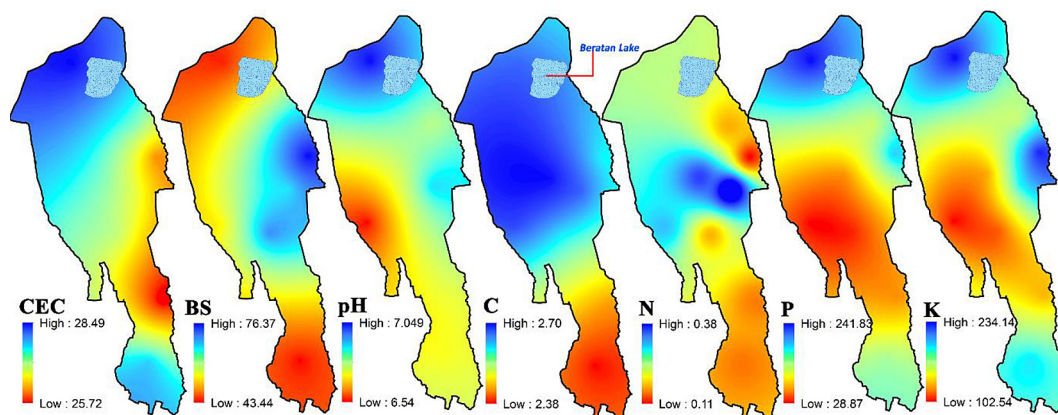 Beratan Lake
CEC
High : 28.49
Low : 25.72
BS
High : 76.37
Low : 43.44
pH
High : 7.049
Low : 6.54
C
High : 2.70
Low : 2.38
N
High : 0.38
Low : 0.11
P
High : 241.83
Low : 28.87
K
High : 234.14
Low : 102.54